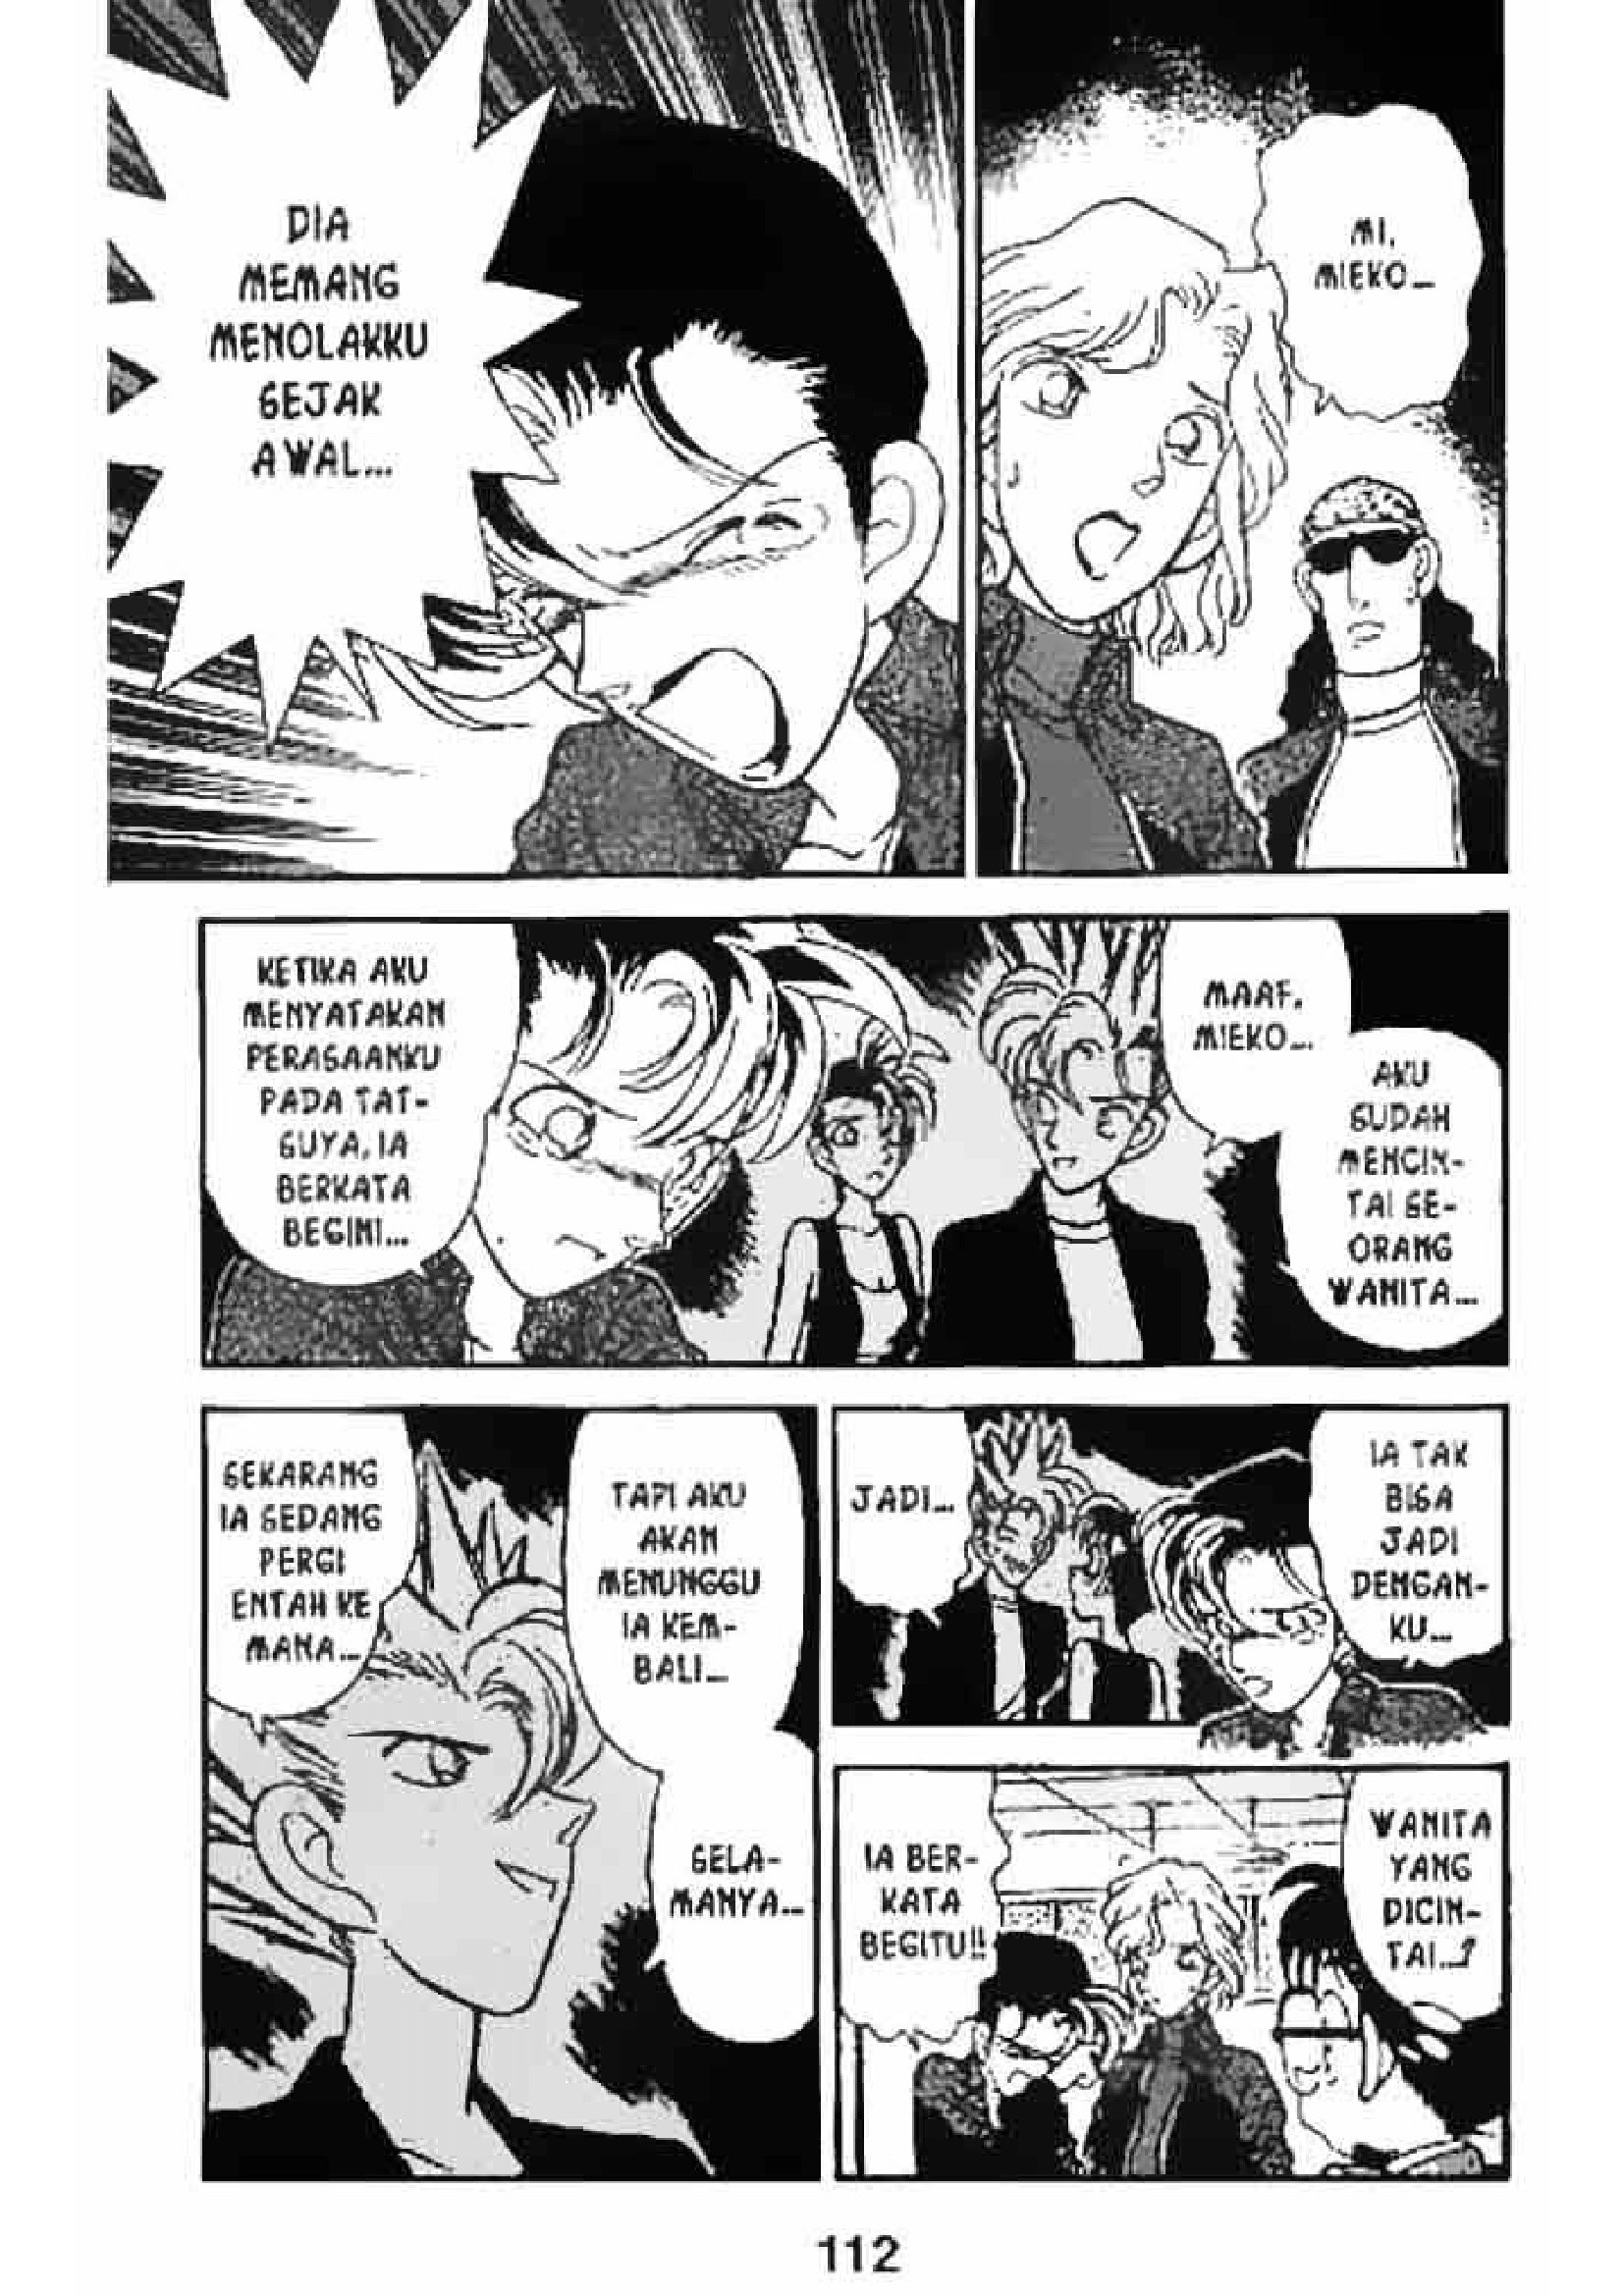 MI,
MIEKO...
DIA
MEMANG
MENOLAKKU
SEJAK
AWAL...
MAAF,
MIEKO...
AKU
SUDAH
MENCIN-
TAI SE-
ORANG
WANITA...
KETIKA AKU
MENYATAKAN
PERASAANKU
PADA TAT-
SUYA, IA
BERKATA
BEGINI...
IA TAK
BISA
JADI
DENGAN-
KU...
JADI...
WANITA
YANG
DICIN-
TAI...?
IA BER-
KATA
BEGITU!!
TAPI AKU
AKAN
MENUNGGU
IA KEM-
BALI...
SELA-
MANYA...
SEKARANG
IA SEDANG
PERGI
ENTAH KE
MANA...
112